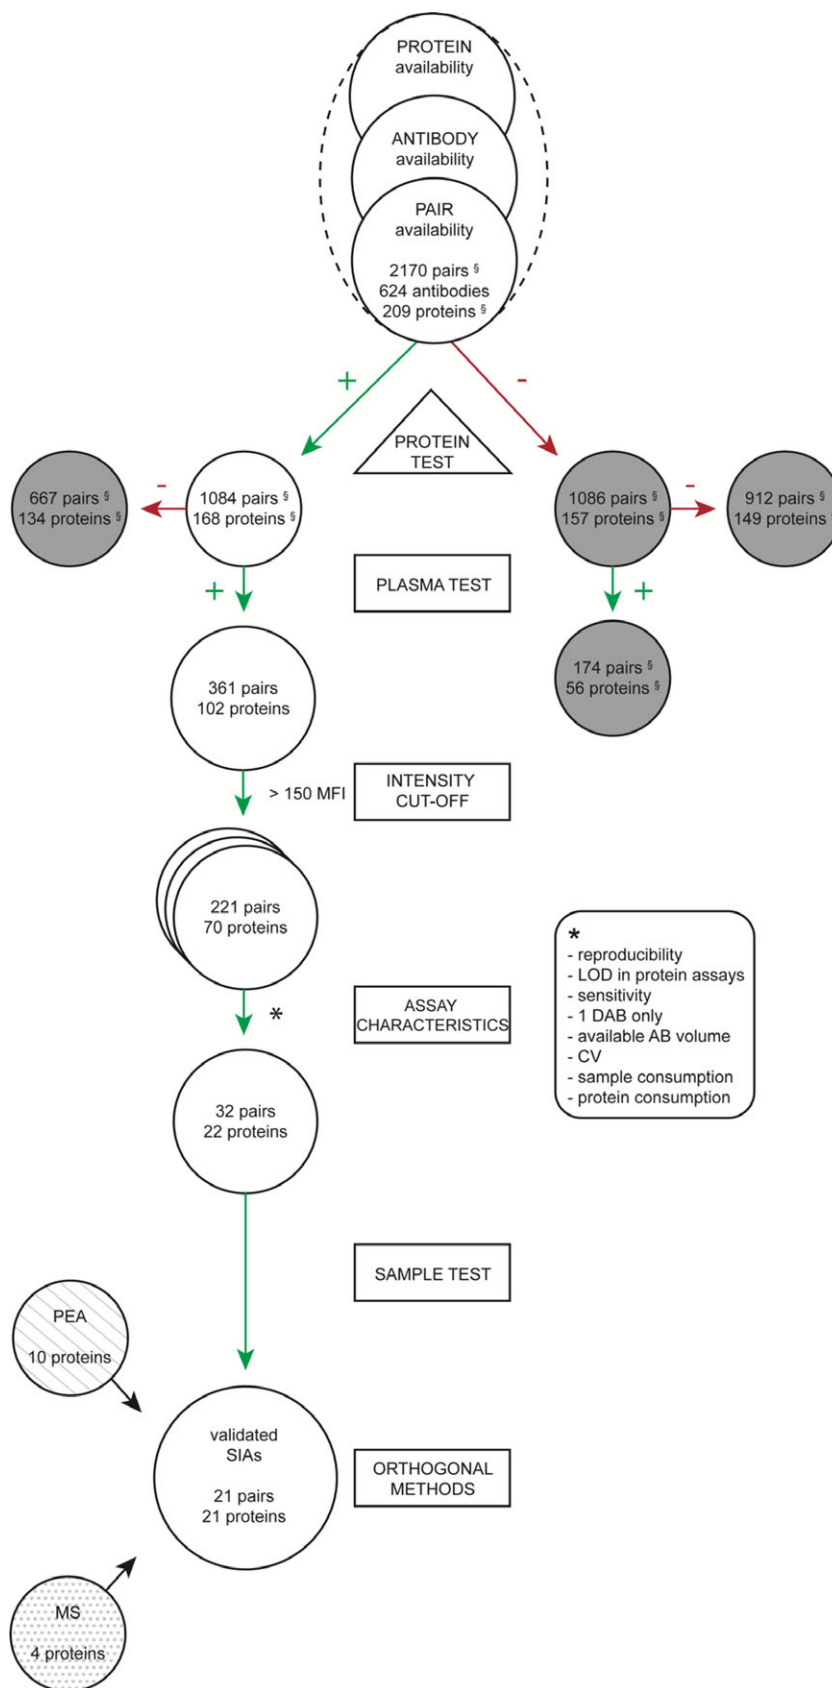 PROTEIN
availability
ANTIBODY
availability
PAIR
availability
2170 pairs §
624 antibodies
209 proteins §
+
-
PROTEIN
TEST
667 pairs §
134 proteins §
-
1084 pairs §
168 proteins §
1086 pairs §
157 proteins §
-
912 pairs §
149 proteins §
+
PLASMA TEST
+
361 pairs
102 proteins
174 pairs §
56 proteins §
> 150 MFI
INTENSITY
CUT-OFF
221 pairs
70 proteins
*
- reproducibility
- LOD in protein assays
- sensitivity
- 1 DAB only
- available AB volume
- CV
- sample consumption
- protein consumption
*
ASSAY
CHARACTERISTICS
32 pairs
22 proteins
SAMPLE TEST
PEA
10 proteins
validated
SIAs
21 pairs
21 proteins
ORTHOGONAL
METHODS
MS
4 proteins